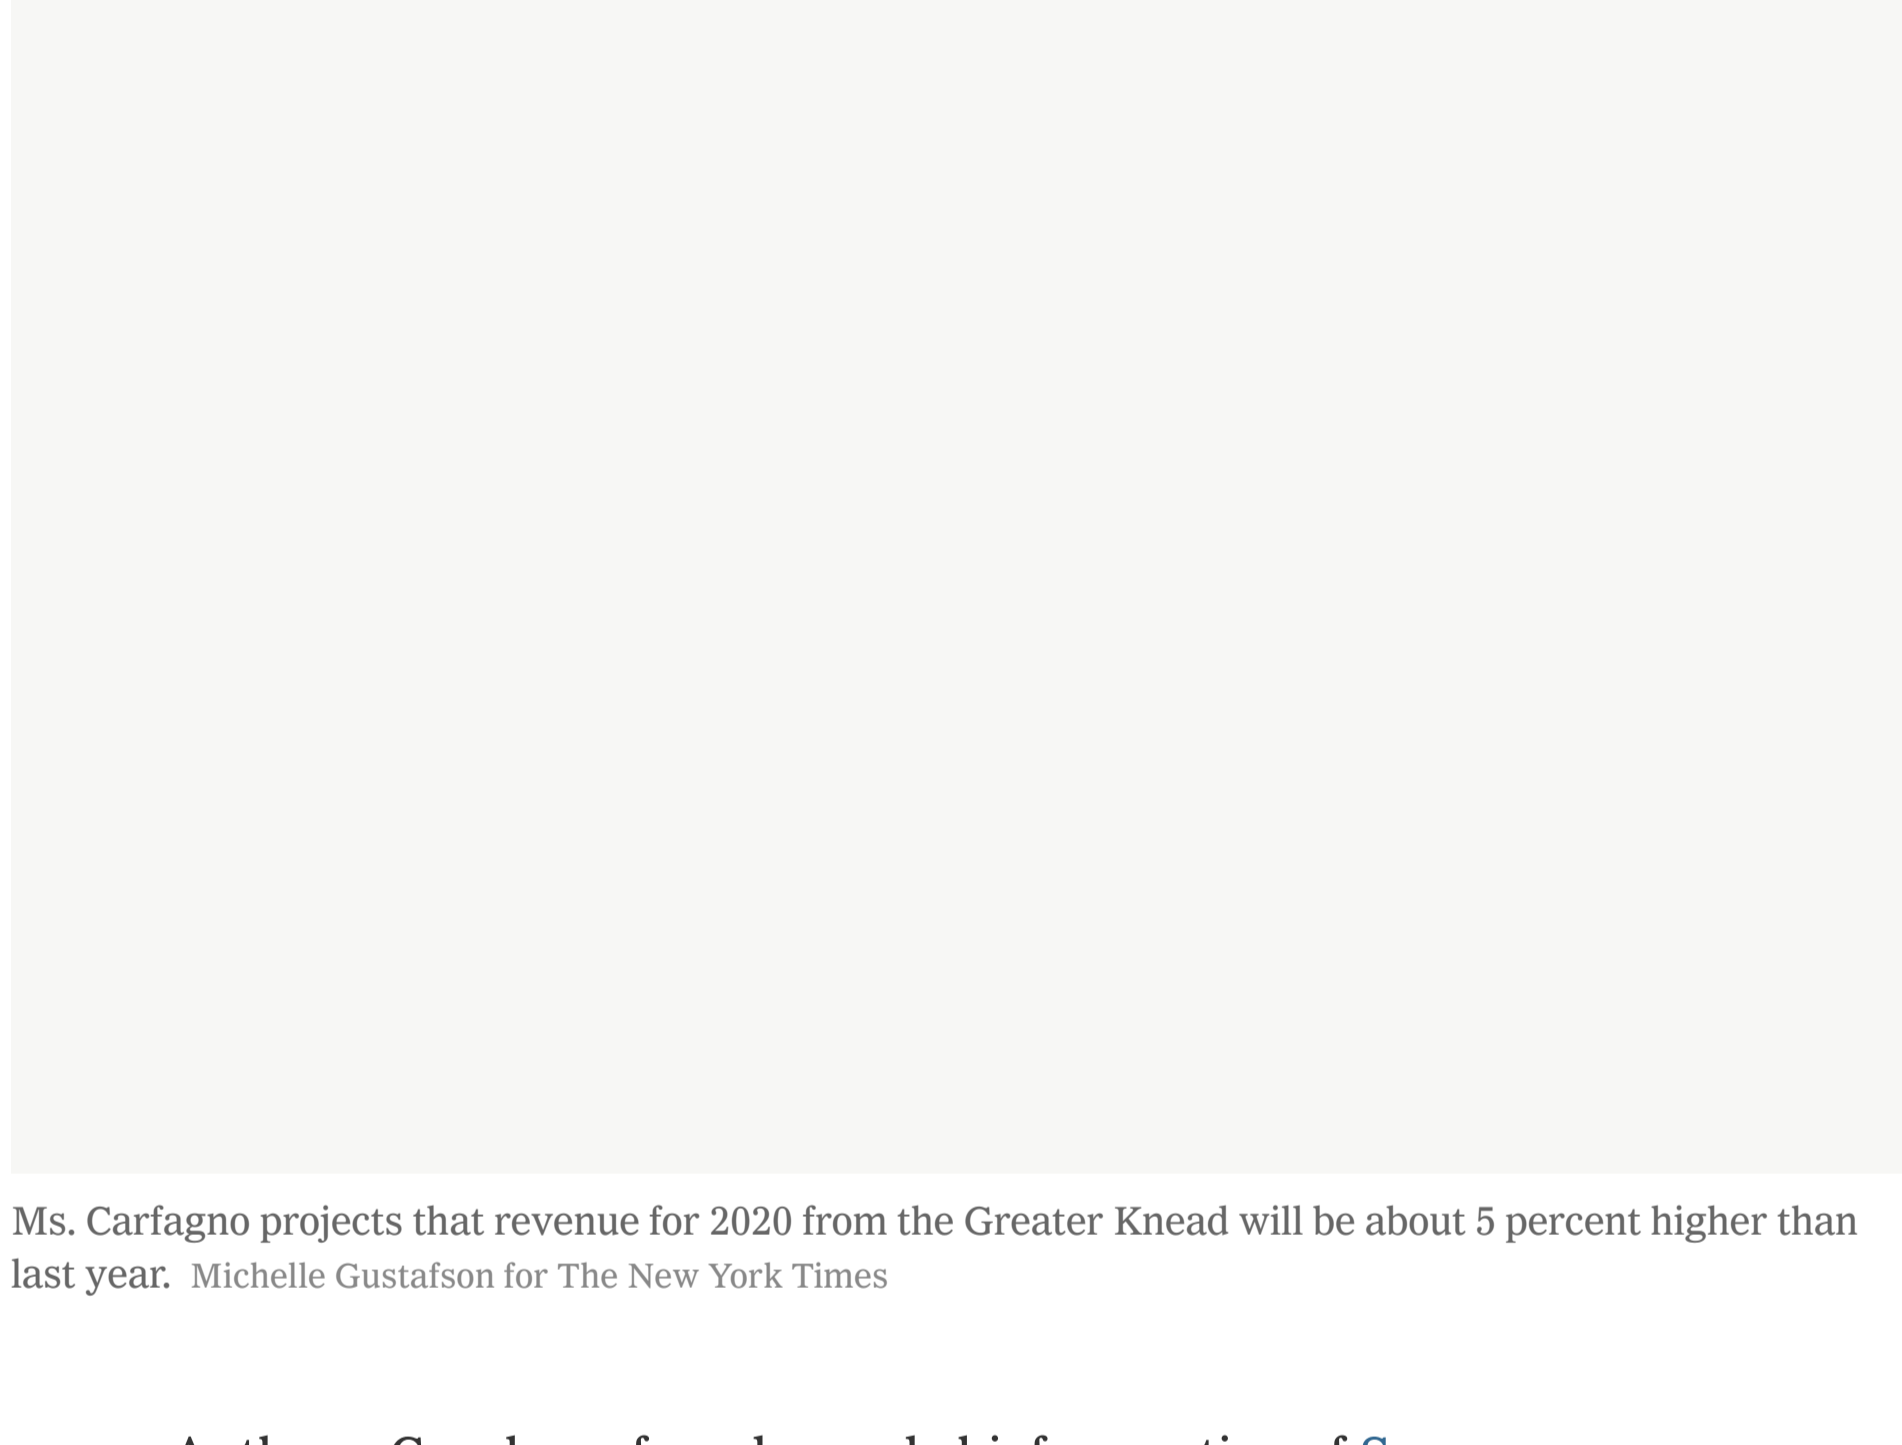 Ms. Carfagno projects that revenue for 2020 from the Greater Knead will be about 5 percent higher than
last year. Michelle Gustafson for The New York Times